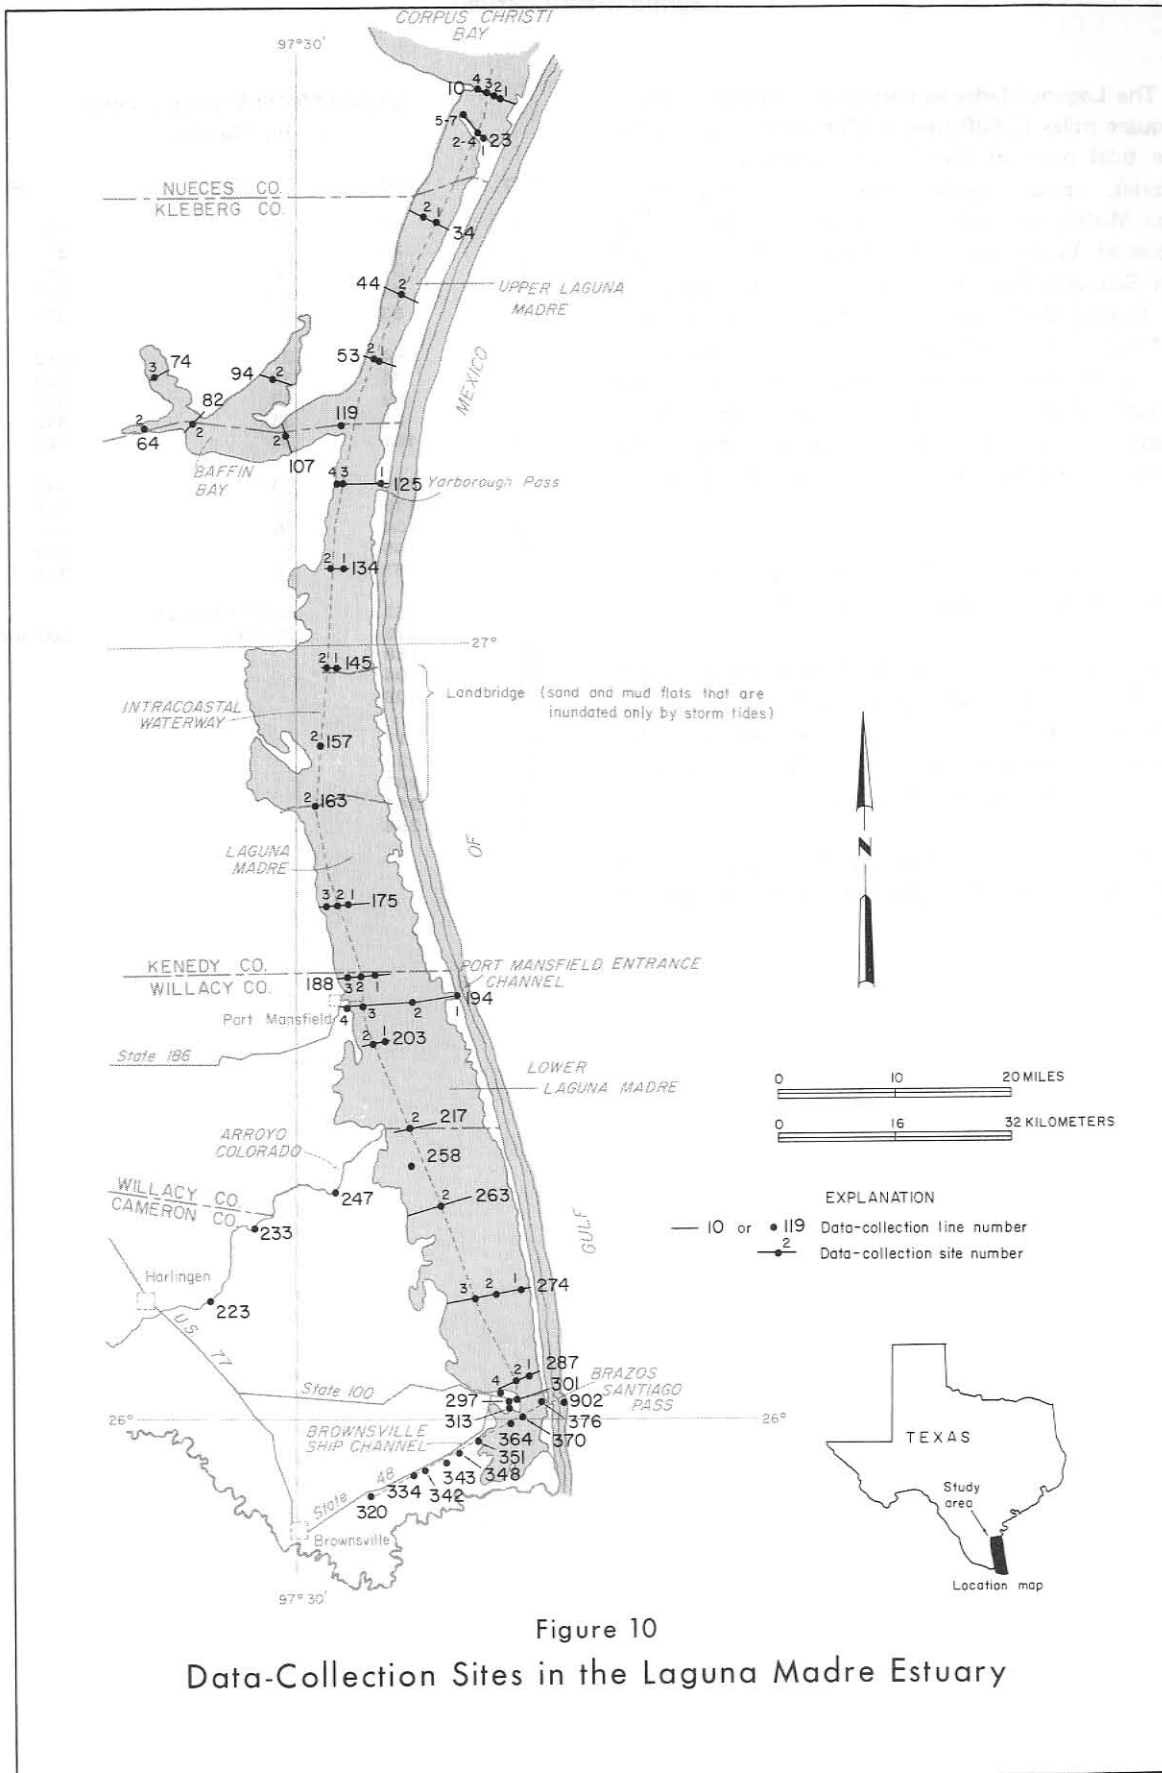 CORPUS CHRISTI
BAY
97°30'
4
3
2
1
10
5-7
2-4
1
23
NUECES CO.
KLEBERG CO.
2
1
34
44
2
UPPER LAGUNA
MADRE
53
2
1
MEXICO
3
74
94
2
82
2
2
64
119
2
107
BAFFIN
BAY
4
3
1
125
Yarborough Pass
2
1
134
27°
2
1
145
Landbridge (sand and mud flats that are
inundated only by storm tides)
INTRACOASTAL
WATERWAY
2
157
2
163
OF
N
LAGUNA
MADRE
3
2
1
175
KENEDY CO.
WILLACY CO.
188
3
2
1
PORT MANSFIELD ENTRANCE
CHANNEL
194
1
2
3
4
Port Mansfield
2
1
203
State 186
LOWER
LAGUNA MADRE
0 10 20 MILES
0 16 32 KILOMETERS
2
217
ARROYO
COLORADO
258
WILLACY CO.
CAMERON CO.
247
233
2
263
GULF
EXPLANATION
10 or 119 Data-collection line number
2 Data-collection site number
Harlingen
223
U.S. 77
3
2
1
274
2
1
287
4
301
BRAZOS
SANTIAGO
PASS
State 100
297
902
26°
313
376
26°
BROWNSVILLE
SHIP CHANNEL
364
370
351
State 48
334
343
348
342
320
Brownsville
97°30'
TEXAS
Study
area
Location map
Figure 10
Data-Collection Sites in the Laguna Madre Estuary